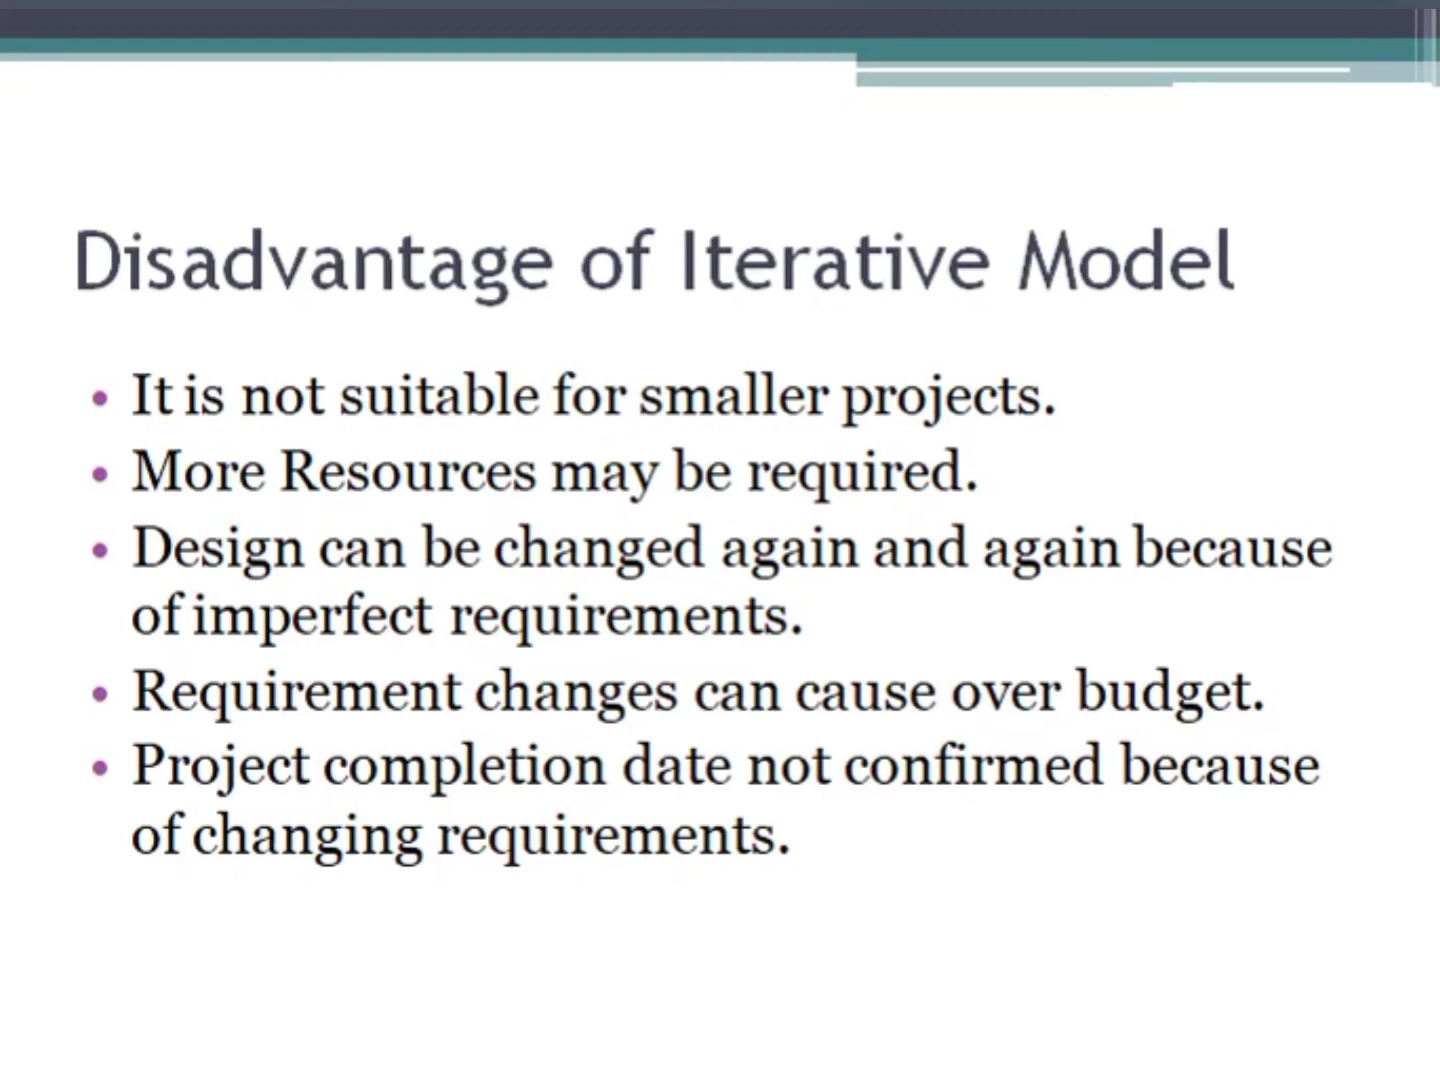 Disadvantage of Iterative Model
• It is not suitable for smaller projects.
• More Resources may be required.
• Design can be changed again and again because
of imperfect requirements.
• Requirement changes can cause over budget.
• Project completion date not confirmed because
of changing requirements.